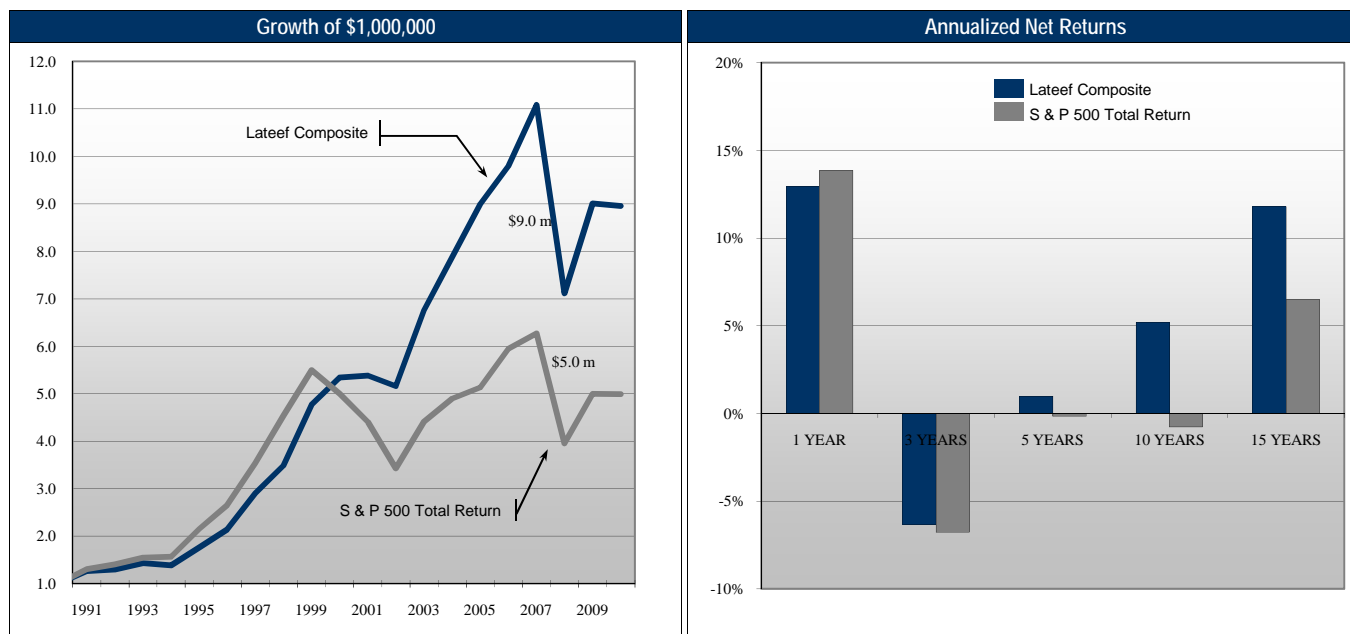 Growth of $1,000,000
12.0
11.0
10.0
9.0
8.0
7.0
6.0
5.0
4.0
3.0
2.0
1.0
Lateef Composite
$9.0 m
$5.0 m
S & P 500 Total Return
1991 1993 1995 1997 1999 2001 2003 2005 2007 2009
Annualized Net Returns
20%
15%
10%
5%
0%
-5%
-10%
Lateef Composite
S & P 500 Total Return
1 YEAR 3 YEARS 5 YEARS 10 YEARS 15 YEARS